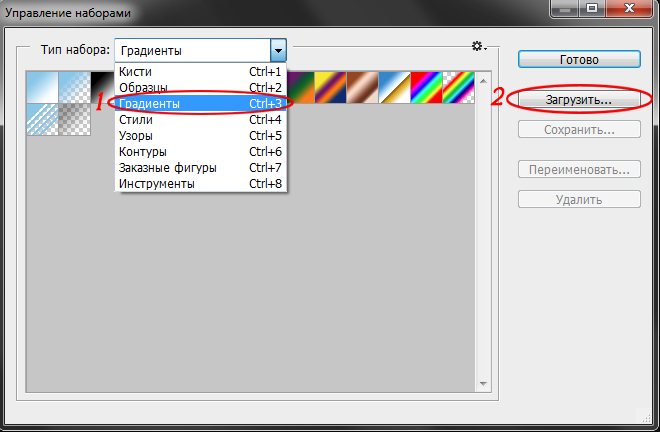 Управление наборами
Тип набора: Градиенты
Готово
Кисти Ctrl+1
Образцы Ctrl+2
1 Градиенты Ctrl+3
2 Загрузить...
Стили Ctrl+4
Сохранить...
Узоры Ctrl+5
Контуры Ctrl+6
Заказные фигуры Ctrl+7
Переименовать...
Инструменты Ctrl+8
Удалить